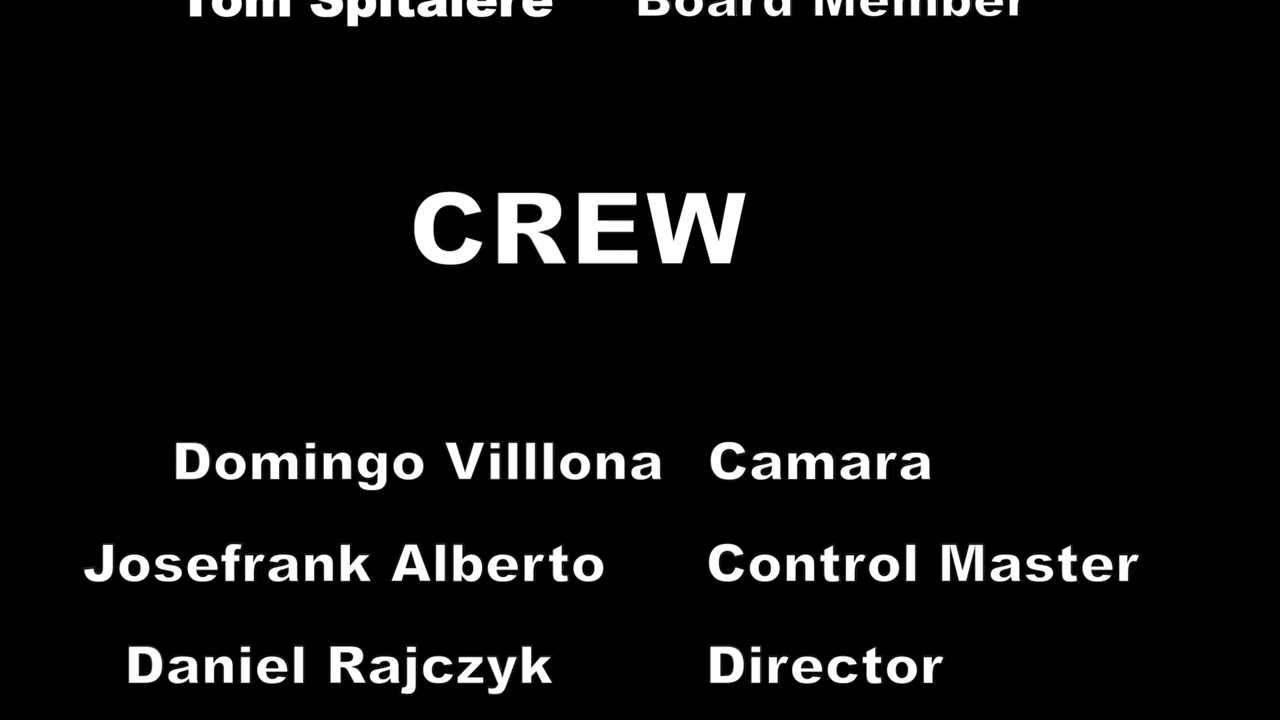 Tom Spitalere Board Member
CREW
Domingo Villlona Camara
Josefrank Alberto Control Master
Daniel Rajczyk Director